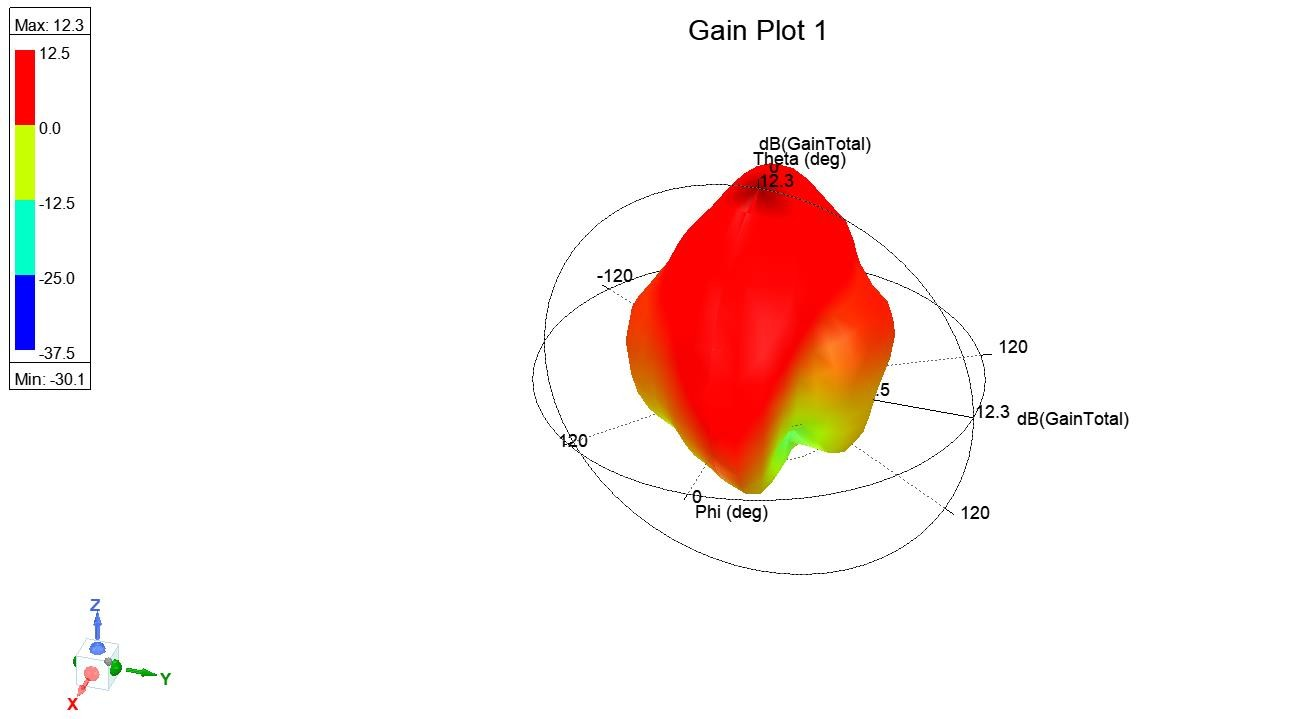 Gain Plot 1
Max: 12.3
12.5
0.0
-12.5
-25.0
-37.5
Min: -30.1
dB(GainTotal)
Theta (deg)
0
12.3
-120
120
.5
12.3 dB(GainTotal)
120
0
Phi (deg)
120
Z
Y
X